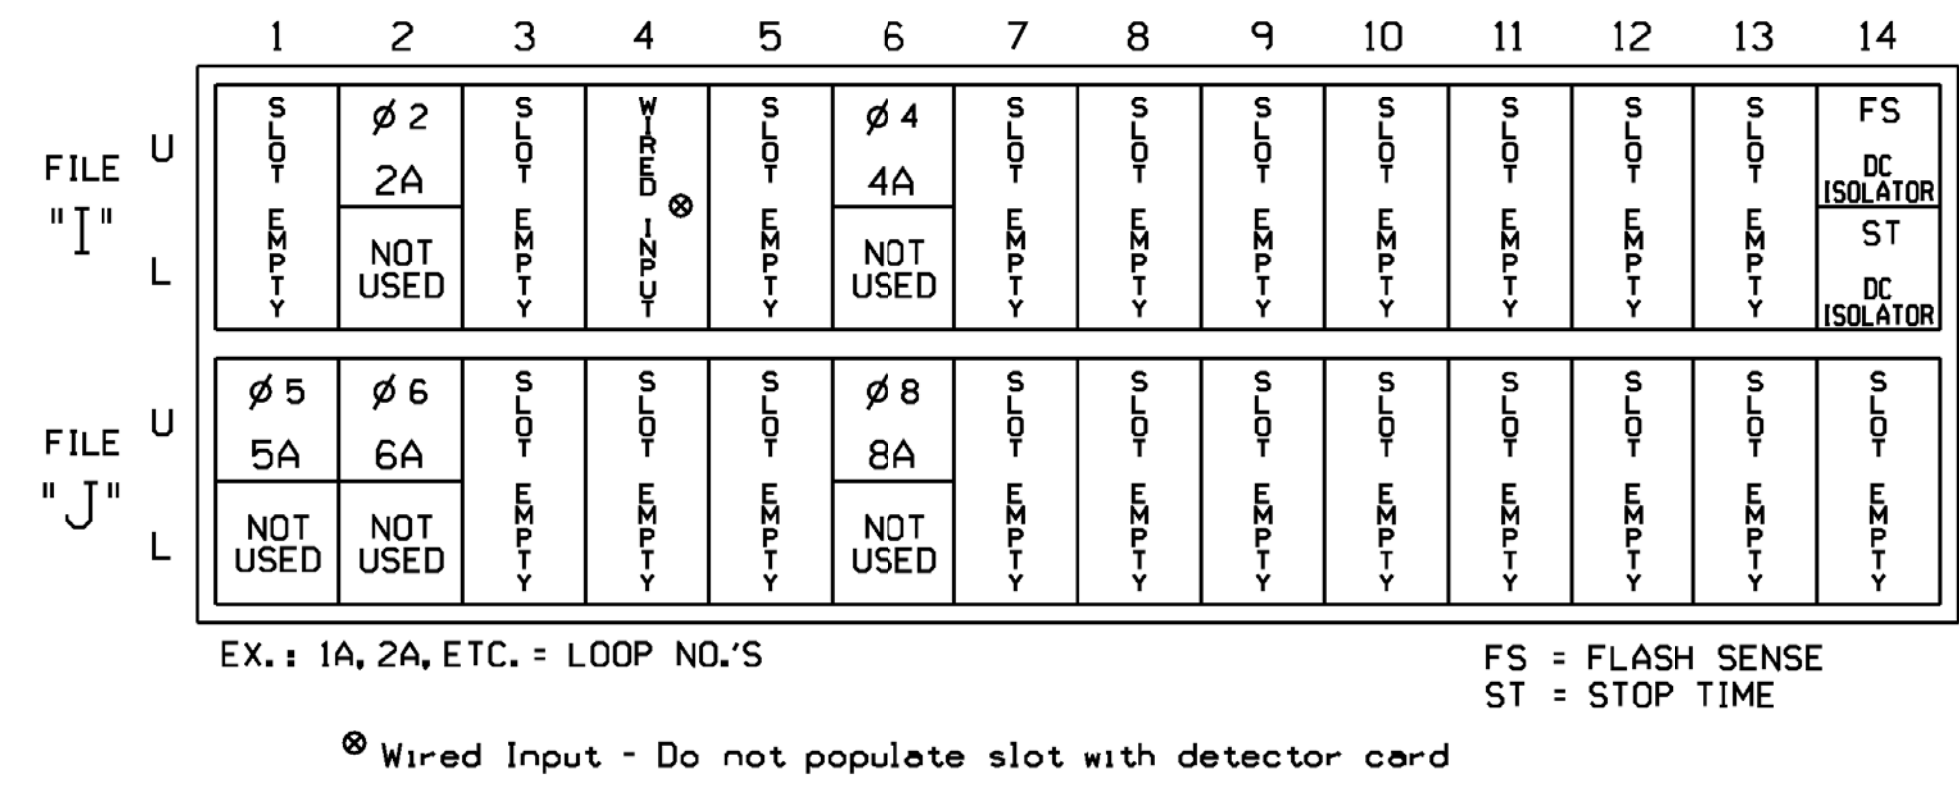 1 2 3 4 5 6 7 8 9 10 11 12 13 14
FILE "I"
U
L
SLOT EMPTY
ø 2
2A
NOT USED
SLOT EMPTY
WIRED INPUT ⊗
SLOT EMPTY
ø 4
4A
NOT USED
SLOT EMPTY
SLOT EMPTY
SLOT EMPTY
SLOT EMPTY
SLOT EMPTY
SLOT EMPTY
SLOT EMPTY
FS
DC
ISOLATOR
ST
DC
ISOLATOR
FILE "J"
U
L
ø 5
5A
NOT USED
ø 6
6A
NOT USED
SLOT EMPTY
SLOT EMPTY
SLOT EMPTY
ø 8
8A
NOT USED
SLOT EMPTY
SLOT EMPTY
SLOT EMPTY
SLOT EMPTY
SLOT EMPTY
SLOT EMPTY
SLOT EMPTY
SLOT EMPTY
EX.: 1A, 2A, ETC. = LOOP NO.'S
FS = FLASH SENSE
ST = STOP TIME
⊗ Wired Input - Do not populate slot with detector card